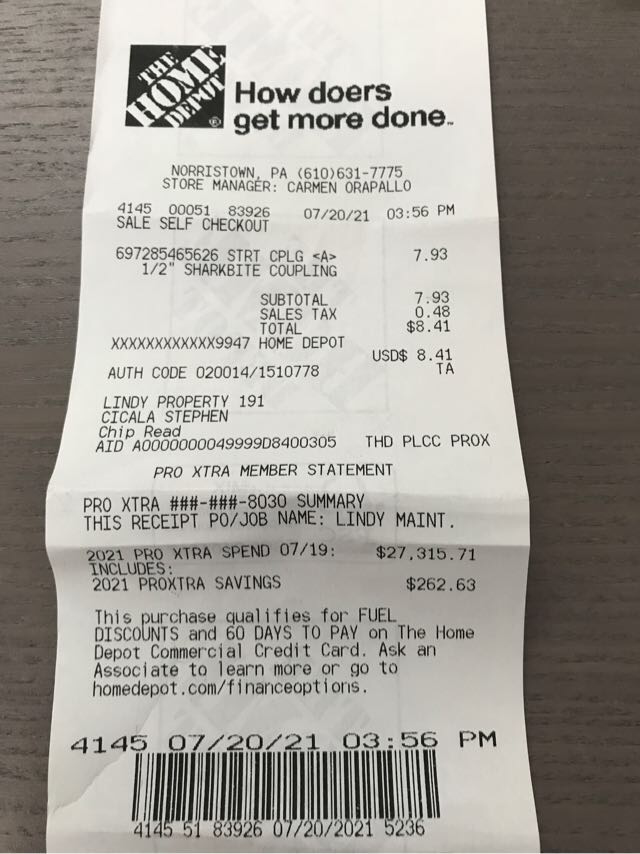 THE
HOME
DEPOT
How doers
get more done.™
NORRISTOWN, PA (610)631-7775
STORE MANAGER: CARMEN ORAPALLO
4145 00051 83926 07/20/21 03:56 PM
SALE SELF CHECKOUT
697285465626 STRT CPLG <A> 7.93
1/2" SHARKBITE COUPLING
SUBTOTAL 7.93
SALES TAX 0.48
TOTAL $8.41
XXXXXXXXXXXX9947 HOME DEPOT
USD$ 8.41
AUTH CODE 020014/1510778 TA
LINDY PROPERTY 191
CICALA STEPHEN
Chip Read
AID A0000000049999D8400305 THD PLCC PROX
PRO XTRA MEMBER STATEMENT
PRO XTRA ###-###-8030 SUMMARY
THIS RECEIPT PO/JOB NAME: LINDY MAINT.
2021 PRO XTRA SPEND 07/19: $27,315.71
INCLUDES:
2021 PROXTRA SAVINGS $262.63
This purchase qualifies for FUEL
DISCOUNTS and 60 DAYS TO PAY on The Home
Depot Commercial Credit Card. Ask an
Associate to learn more or go to
homedepot.com/financeoptions.
4145 07/20/21 03:56 PM
4145 51 83926 07/20/2021 5236